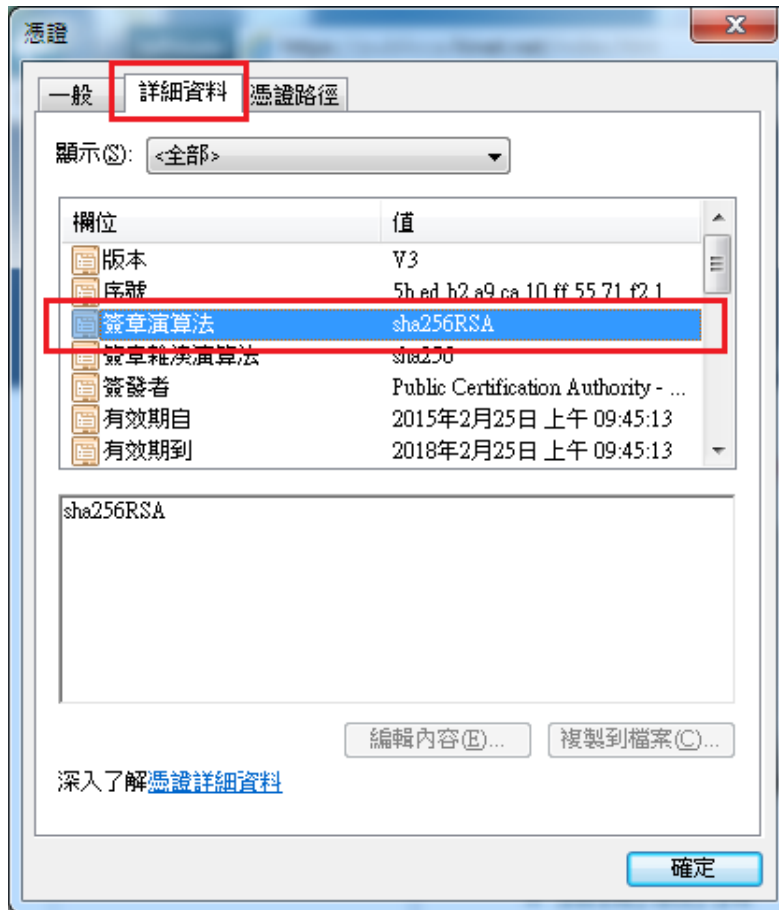 憑證
一般 詳細資料 憑證路徑
顯示(S): <全部>
欄位 值
版本 V3
序號 5b ed b2 a9 ca 10 ff 55 71 f2 1
簽章演算法 sha256RSA
簽章雜湊演算法 sha256
簽發者 Public Certification Authority - ...
有效期自 2015年2月25日 上午 09:45:13
有效期到 2018年2月25日 上午 09:45:13
sha256RSA
編輯內容(E)... 複製到檔案(C)...
深入了解憑證詳細資料
確定